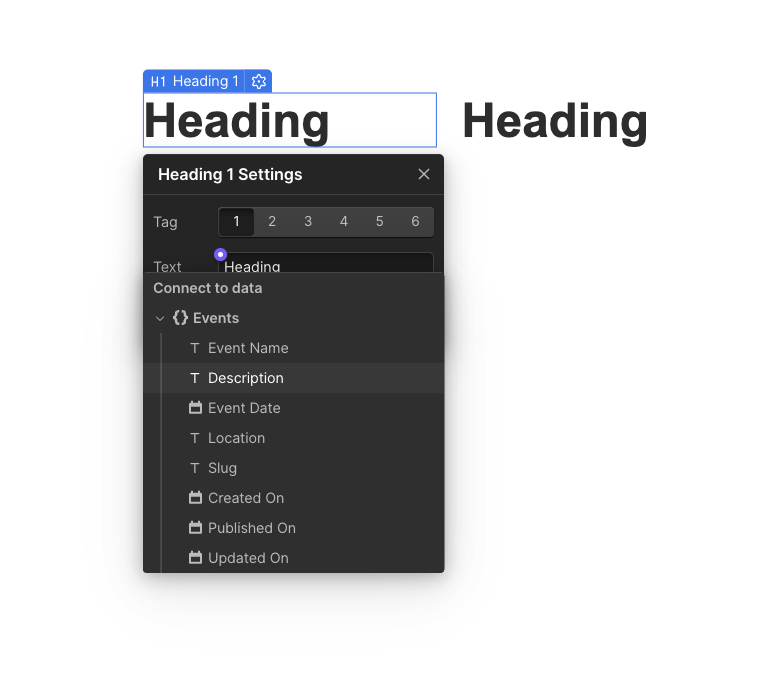 H1 Heading 1
Heading Heading
Heading 1 Settings
Tag 1 2 3 4 5 6
Text Heading
Connect to data
Events
Event Name
Description
Event Date
Location
Slug
Created On
Published On
Updated On